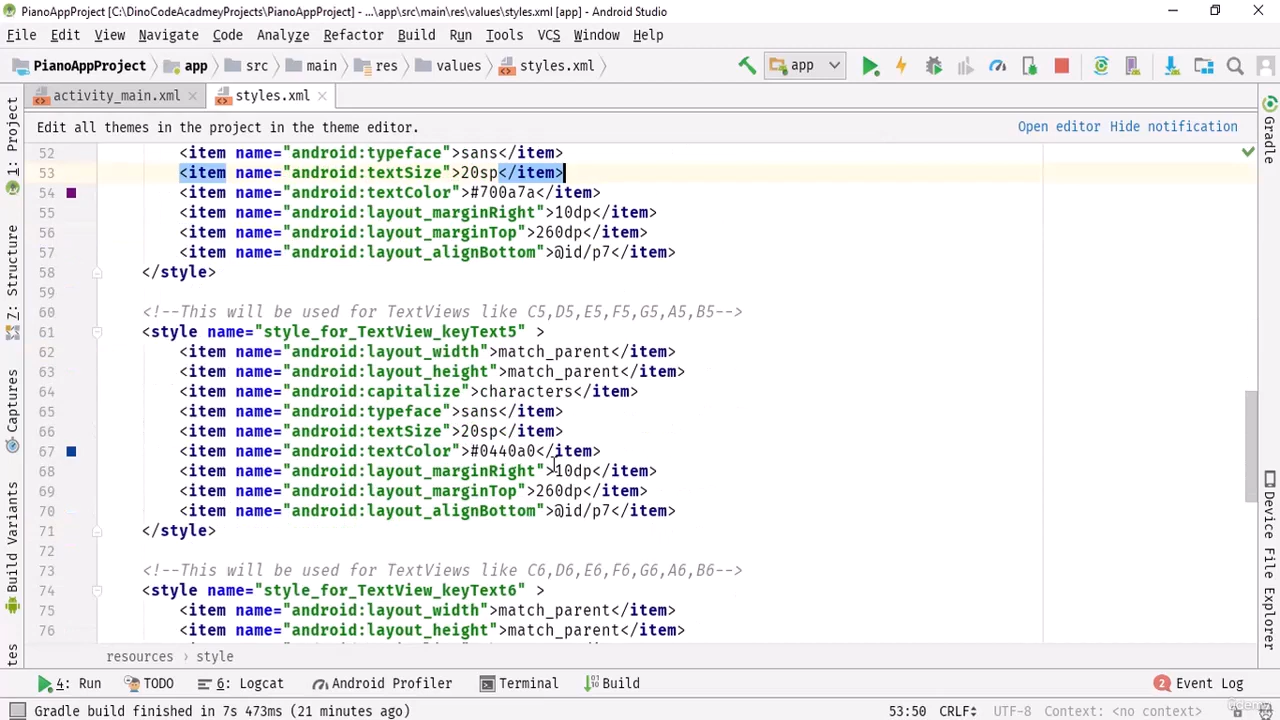 PianoAppProject [C:\DinoCodeAcadmeyProjects\PianoAppProject] - ...\app\src\main\res\values\styles.xml [app] - Android Studio
File Edit View Navigate Code Analyze Refactor Build Run Tools VCS Window Help
PianoAppProject app src main res values styles.xml app
activity_main.xml styles.xml
Edit all themes in the project in the theme editor. Open editor Hide notification
52 <item name="android:typeface">sans</item>
53 <item name="android:textSize">20sp</item>
54 <item name="android:textColor">#700a7a</item>
55 <item name="android:layout_marginRight">10dp</item>
56 <item name="android:layout_marginTop">260dp</item>
57 <item name="android:layout_alignBottom">@id/p7</item>
58 </style>
59
60 <!--This will be used for TextViews like C5,D5,E5,F5,G5,A5,B5-->
61 <style name="style_for_TextView_keyText5" >
62 <item name="android:layout_width">match_parent</item>
63 <item name="android:layout_height">match_parent</item>
64 <item name="android:capitalize">characters</item>
65 <item name="android:typeface">sans</item>
66 <item name="android:textSize">20sp</item>
67 <item name="android:textColor">#0440a0</item>
68 <item name="android:layout_marginRight">10dp</item>
69 <item name="android:layout_marginTop">260dp</item>
70 <item name="android:layout_alignBottom">@id/p7</item>
71 </style>
72
73 <!--This will be used for TextViews like C6,D6,E6,F6,G6,A6,B6-->
74 <style name="style_for_TextView_keyText6" >
75 <item name="android:layout_width">match_parent</item>
76 <item name="android:layout_height">match_parent</item>
resources style
1: Project
7: Structure
Captures
Build Variants
Gradle
Device File Explorer
4: Run TODO 6: Logcat Android Profiler Terminal Build 2 Event Log
Gradle build finished in 7s 473ms (21 minutes ago) 53:50 CRLF UTF-8 Context: <no context>